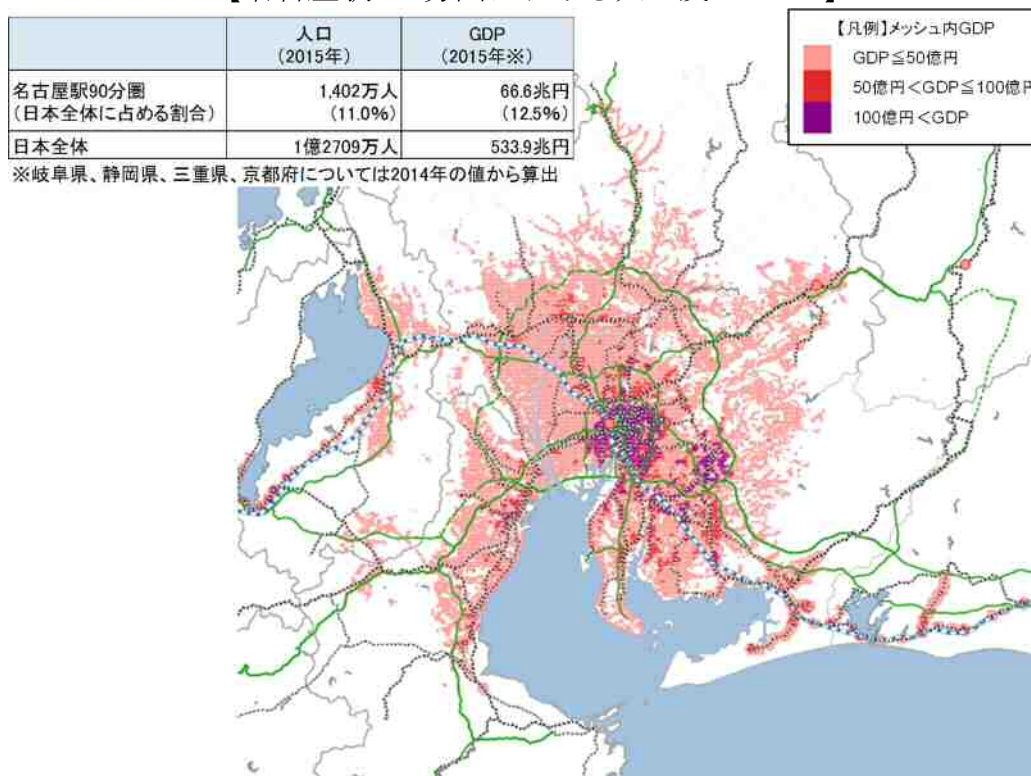 人口
（2015年）
GDP
（2015年※）
名古屋駅90分圏
（日本全体に占める割合）
1,402万人
（11.0%）
66.6兆円
（12.5%）
日本全体
1億2709万人
533.9兆円
※岐阜県、静岡県、三重県、京都府については2014年の値から算出
【凡例】メッシュ内GDP
GDP≦50億円
50億円＜GDP≦100億円
100億円＜GDP